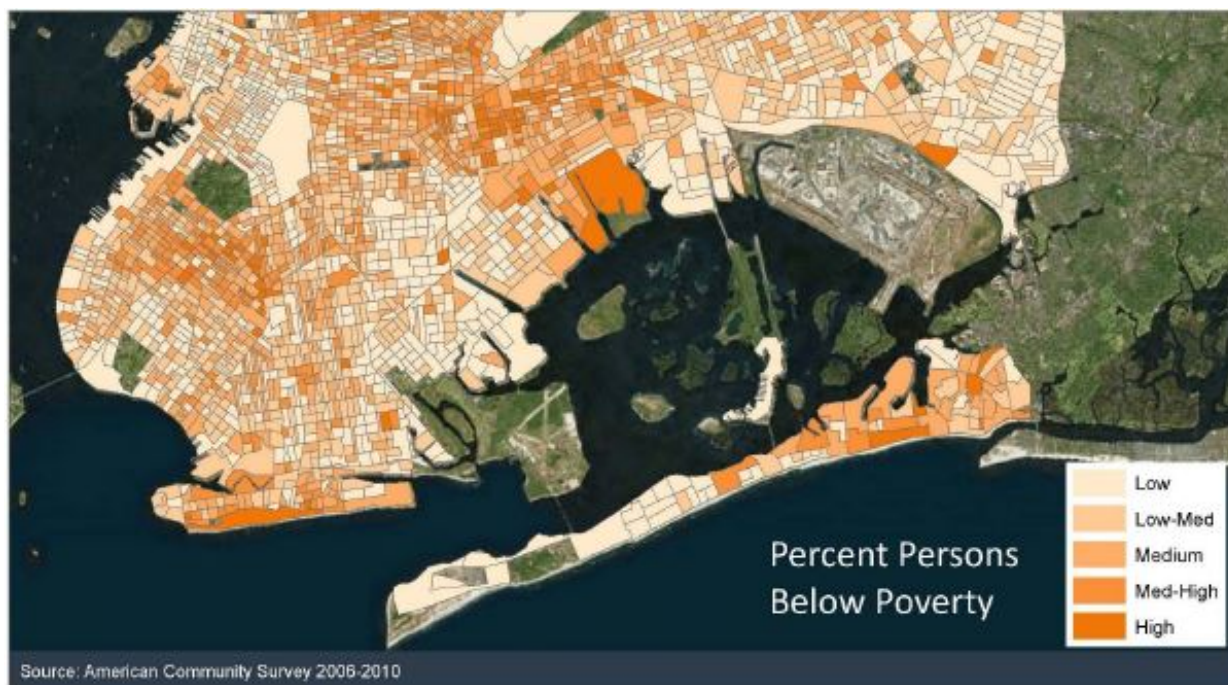 Low
Low-Med
Percent Persons
Medium
Below Poverty
Med-High
High
Source: American Community Survey 2006-2010